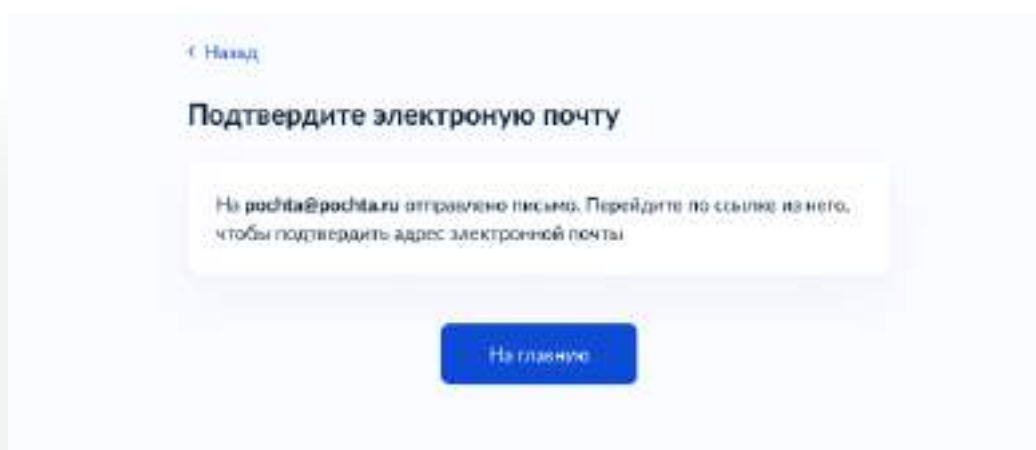 ‹ Назад
Подтвердите электроную почту
На pochta@pochta.ru отправлено письмо. Перейдите по ссылке из него,
чтобы подтвердить адрес электронной почты
На главную